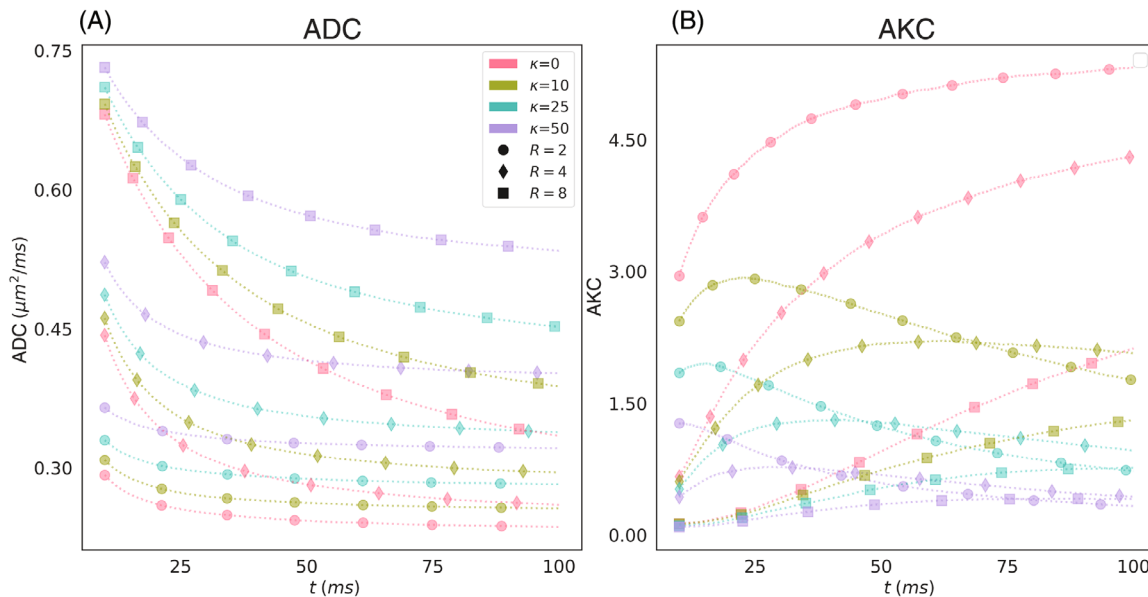 (A)
ADC
0.75
0.60
0.45
0.30
ADC (μm²/ms)
κ=0
κ=10
κ=25
κ=50
R = 2
R = 4
R = 8
25
50
75
100
t (ms)
(B)
AKC
4.50
3.00
1.50
0.00
AKC
25
50
75
100
t (ms)